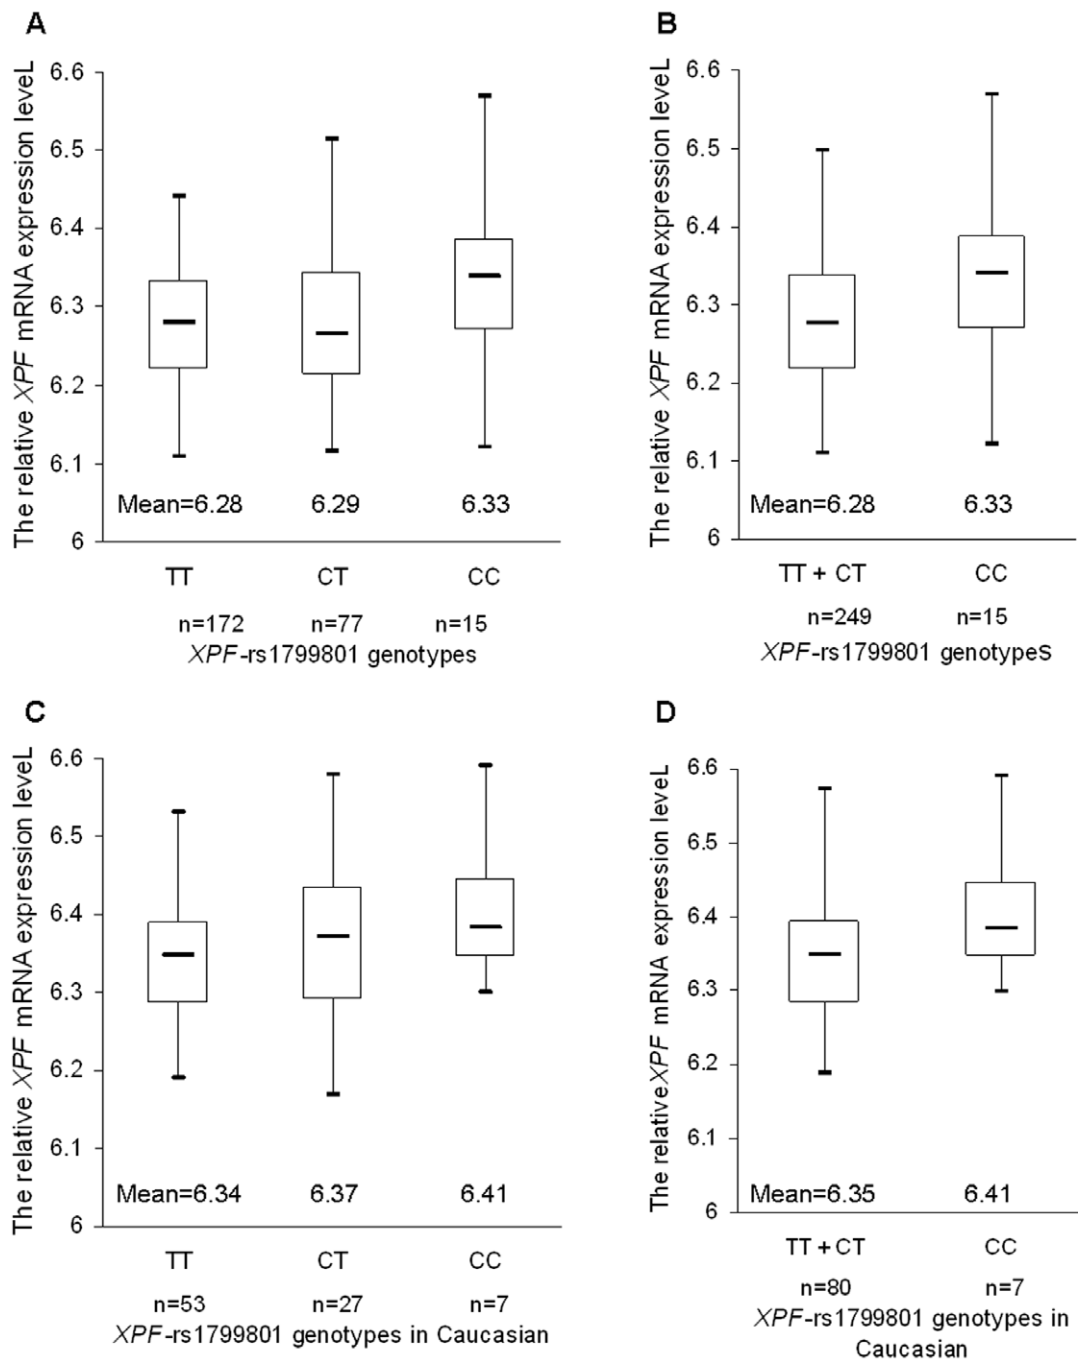 A
The relative XPF mRNA expression leveL
6.6
6.5
6.4
6.3
6.2
6.1
6
Mean=6.28 6.29 6.33
TT CT CC
n=172 n=77 n=15
XPF-rs1799801 genotypes
B
The relative XPF mRNA expression leveL
6.6
6.5
6.4
6.3
6.2
6.1
6
Mean=6.28 6.33
TT + CT CC
n=249 n=15
XPF-rs1799801 genotypeS
C
The relative XPF mRNA expression leveL
6.6
6.5
6.4
6.3
6.2
6.1
6
Mean=6.34 6.37 6.41
TT CT CC
n=53 n=27 n=7
XPF-rs1799801 genotypes in Caucasian
D
The relative XPF mRNA expression leveL
6.6
6.5
6.4
6.3
6.2
6.1
6
Mean=6.35 6.41
TT + CT CC
n=80 n=7
XPF-rs1799801 genotypes in
Caucasian